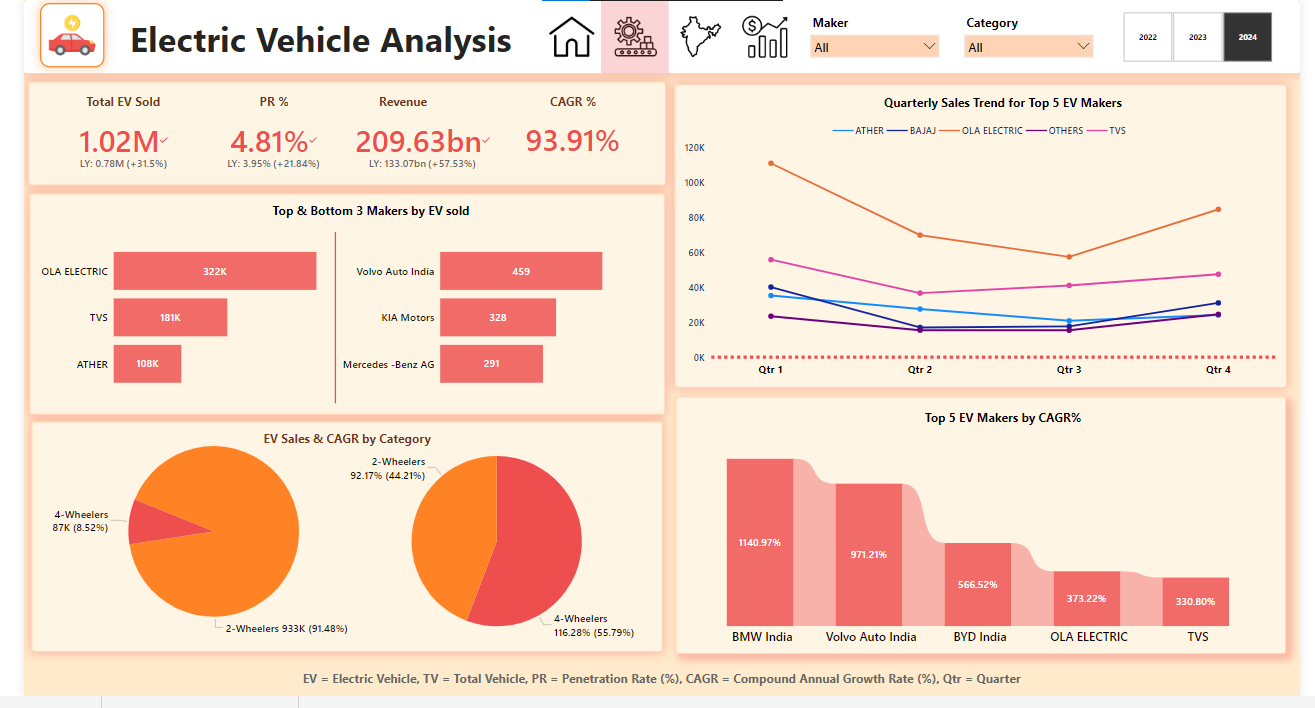 Electric Vehicle Analysis
Maker
All
Category
All
2022
2023
2024
Total EV Sold
1.02M
LY: 0.78M (+31.5%)
PR %
4.81%
LY: 3.95% (+21.84%)
Revenue
209.63bn
LY: 133.07bn (+57.53%)
CAGR %
93.91%
Top & Bottom 3 Makers by EV sold
OLA ELECTRIC
322K
TVS
181K
ATHER
108K
Volvo Auto India
459
KIA Motors
328
Mercedes -Benz AG
291
EV Sales & CAGR by Category
4-Wheelers
87K (8.52%)
2-Wheelers 933K (91.48%)
2-Wheelers
92.17% (44.21%)
4-Wheelers
116.28% (55.79%)
Quarterly Sales Trend for Top 5 EV Makers
ATHER
BAJAJ
OLA ELECTRIC
OTHERS
TVS
120K
100K
80K
60K
40K
20K
0K
Qtr 1
Qtr 2
Qtr 3
Qtr 4
Top 5 EV Makers by CAGR%
1140.97%
971.21%
566.52%
373.22%
330.80%
BMW India
Volvo Auto India
BYD India
OLA ELECTRIC
TVS
EV = Electric Vehicle, TV = Total Vehicle, PR = Penetration Rate (%), CAGR = Compound Annual Growth Rate (%), Qtr = Quarter